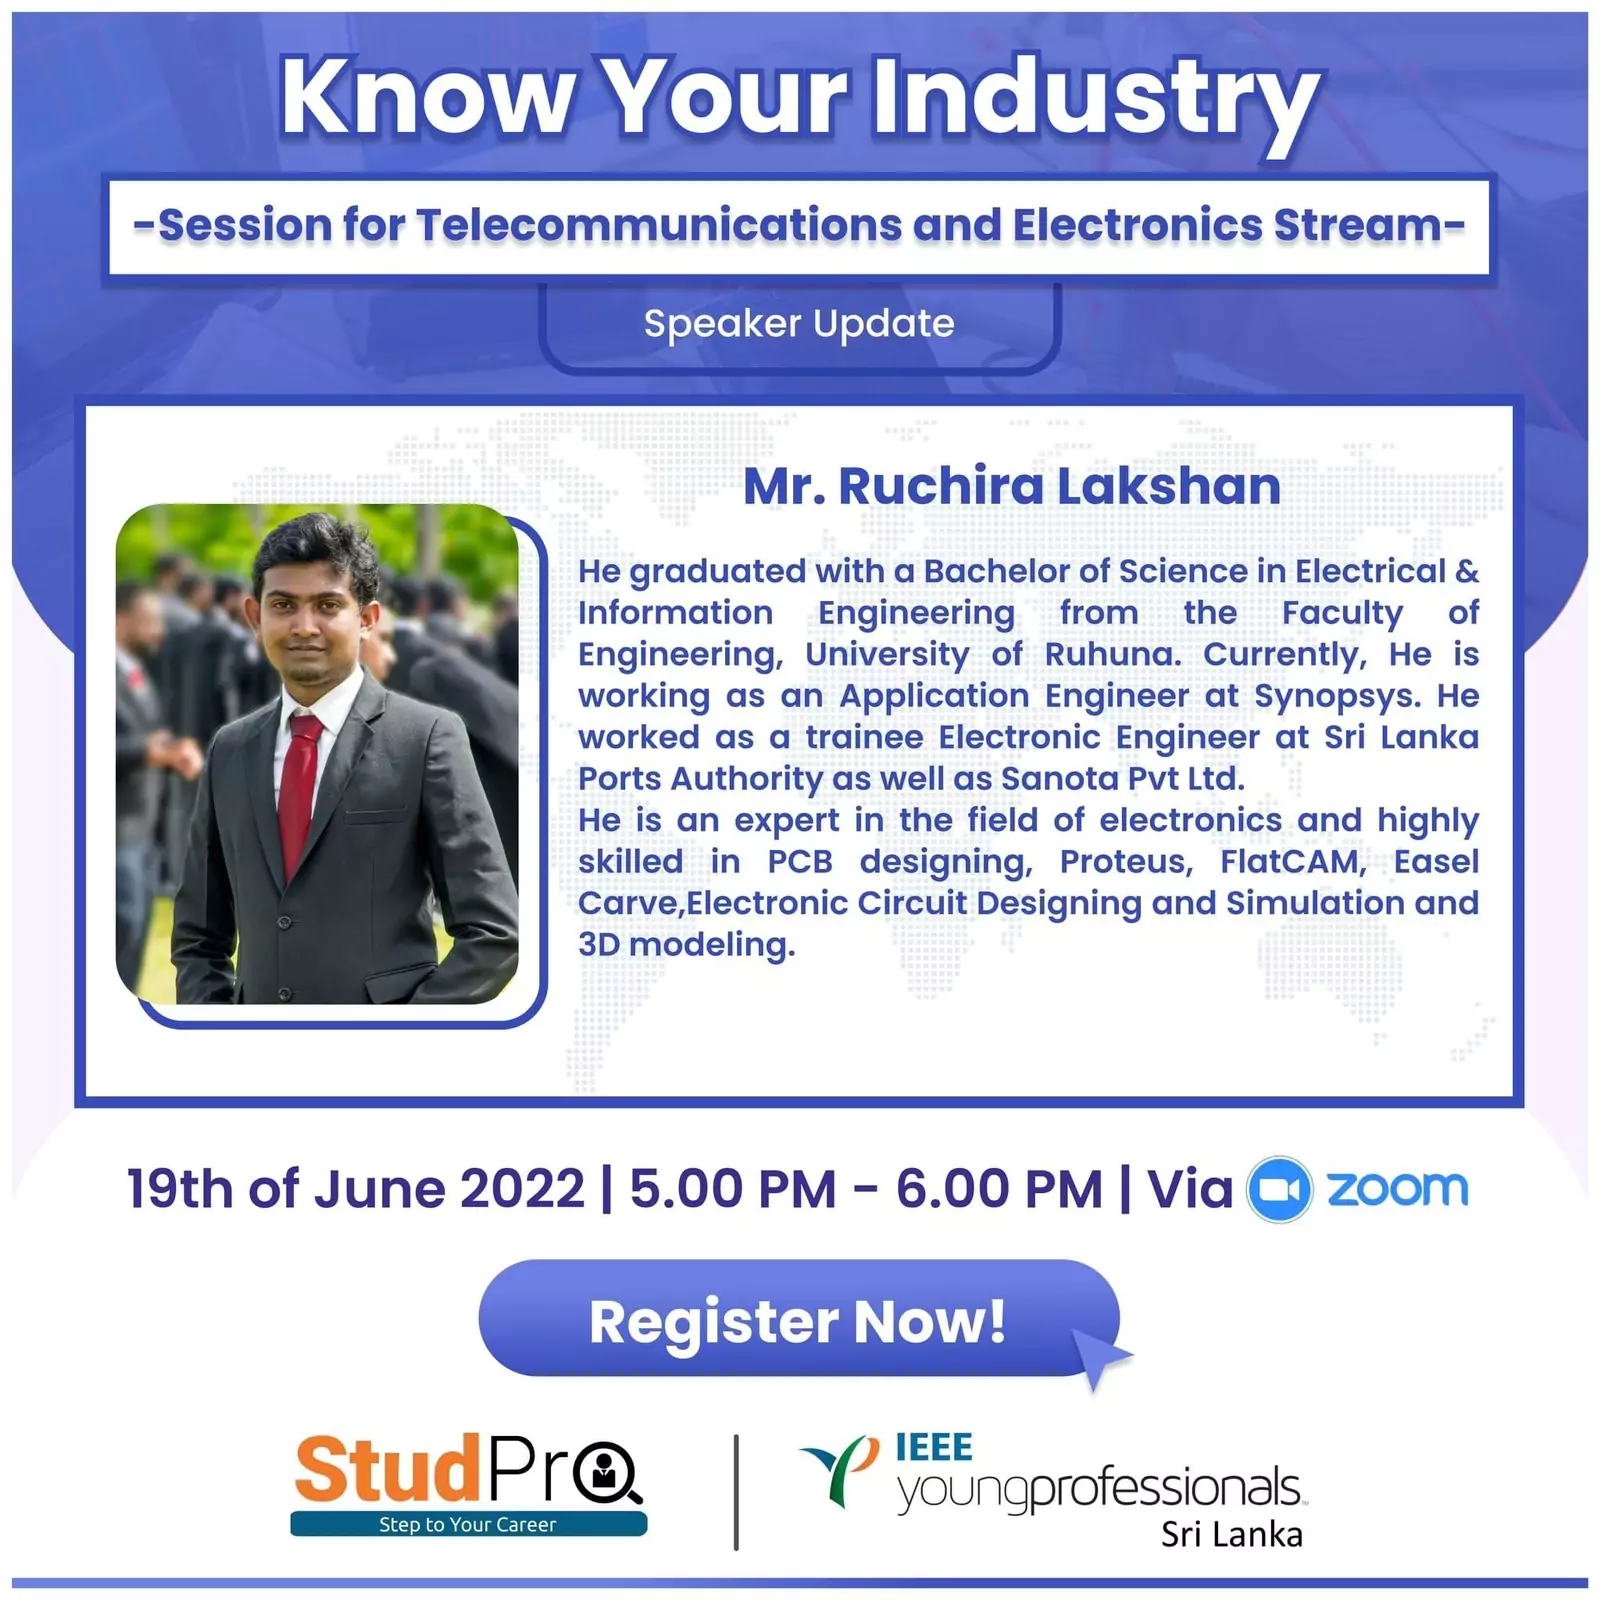 Know Your Industry
-Session for Telecommunications and Electronics Stream-
Speaker Update
Mr. Ruchira Lakshan
He graduated with a Bachelor of Science in Electrical &
Information Engineering from the Faculty of
Engineering, University of Ruhuna. Currently, He is
working as an Application Engineer at Synopsys. He
worked as a trainee Electronic Engineer at Sri Lanka
Ports Authority as well as Sanota Pvt Ltd.
He is an expert in the field of electronics and highly
skilled in PCB designing, Proteus, FlatCAM, Easel
Carve,Electronic Circuit Designing and Simulation and
3D modeling.
19th of June 2022 | 5.00 PM - 6.00 PM | Via zoom
Register Now!
StudPro
Step to Your Career
IEEE
youngprofessionals™
Sri Lanka